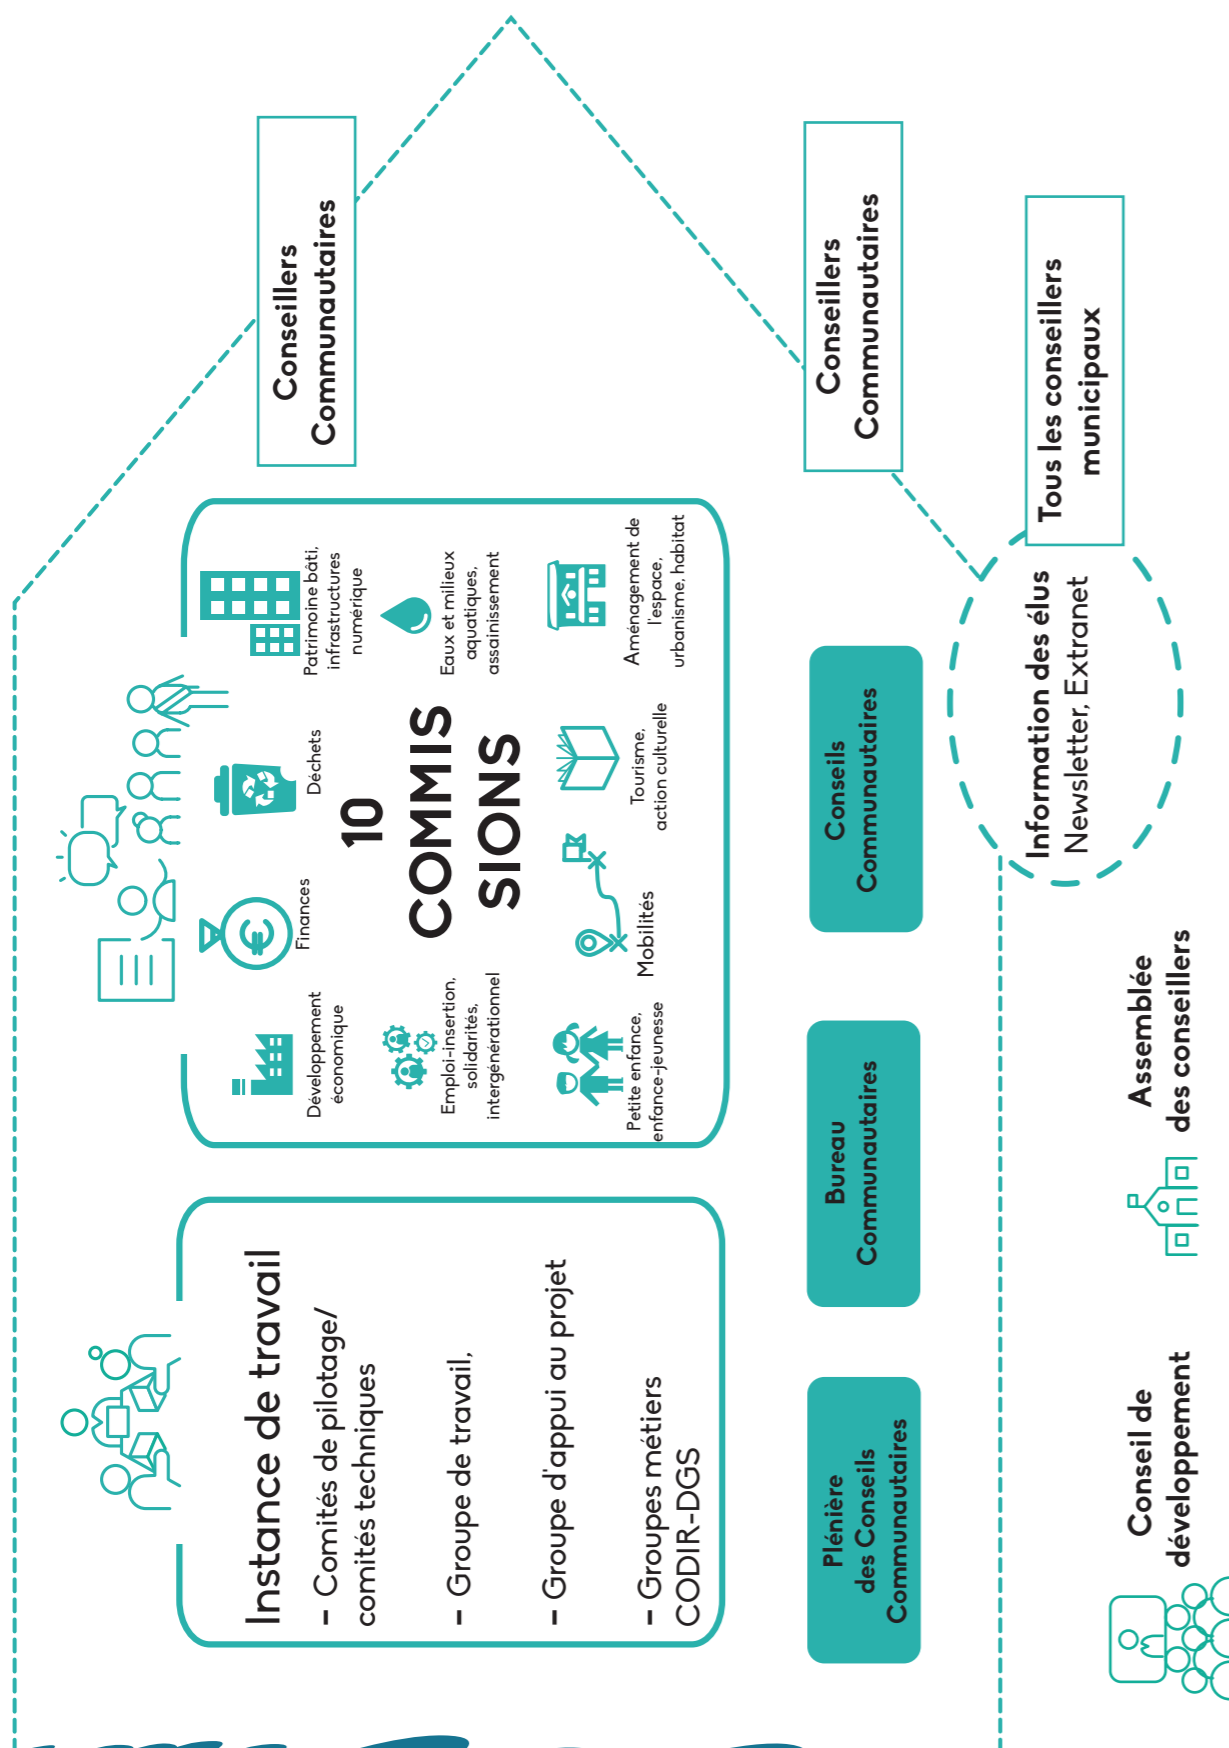 Instance de travail
- Comités de pilotage/
comités techniques
- Groupe de travail,
- Groupe d'appui au projet
- Groupes métiers
CODIR-DGS
10
COMMIS
SIONS
Développement
économique
Finances
Déchets
Patrimoine bâti,
infrastructures
numérique
Emploi-insertion,
solidarités,
intergénérationnel
Eaux et milieux
aquatiques,
assainissement
Petite enfance,
enfance-jeunesse
Mobilités
Tourisme,
action culturelle
Aménagement de
l'espace,
urbanisme, habitat
Conseillers
Communautaires
Plénière
des Conseils
Communautaires
Bureau
Communautaires
Conseils
Communautaires
Conseillers
Communautaires
Information des élus
Newsletter, Extranet
Tous les conseillers
municipaux
Conseil de
développement
Assemblée
des conseillers